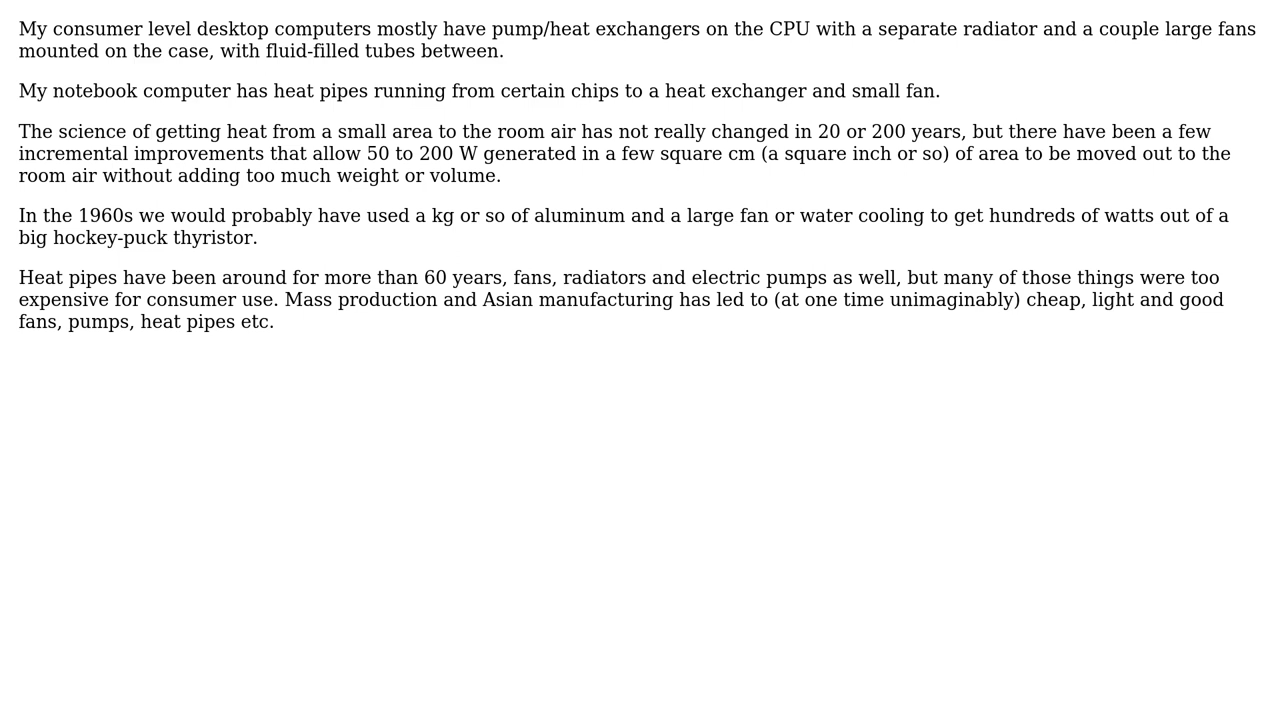 My consumer level desktop computers mostly have pump/heat exchangers on the CPU with a separate radiator and a couple large fans
mounted on the case, with fluid-filled tubes between.
My notebook computer has heat pipes running from certain chips to a heat exchanger and small fan.
The science of getting heat from a small area to the room air has not really changed in 20 or 200 years, but there have been a few
incremental improvements that allow 50 to 200 W generated in a few square cm (a square inch or so) of area to be moved out to the
room air without adding too much weight or volume.
In the 1960s we would probably have used a kg or so of aluminum and a large fan or water cooling to get hundreds of watts out of a
big hockey-puck thyristor.
Heat pipes have been around for more than 60 years, fans, radiators and electric pumps as well, but many of those things were too
expensive for consumer use. Mass production and Asian manufacturing has led to (at one time unimaginably) cheap, light and good
fans, pumps, heat pipes etc.